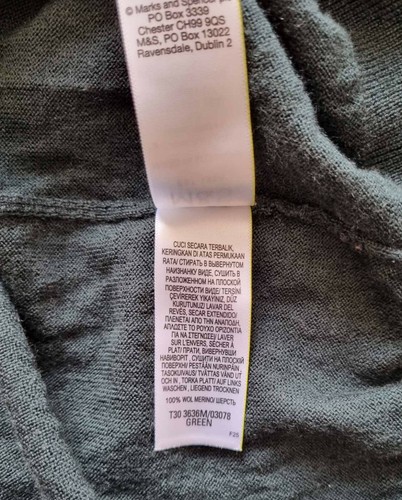 © Marks and Spencer plc
PO Box 3339
Chester CH99 9QS
M&S, PO Box 13022
Ravensdale, Dublin 2
CUCI SECARA TERBALIK,
KERINGKAN DI ATAS PERMUKAAN
RATA/ СТИРАТЬ В ВЫВЕРНУТОМ
НАИЗНАНКУ ВИДЕ, СУШИТЬ В
РАЗЛОЖЕННОМ НА ПЛОСКОЙ
ПОВЕРХНОСТИ ВИДЕ/ TERSİNİ
ÇEVİREREK YIKAYINIZ, DÜZ
KURUTUNUZ/ LAVAR DEL
REVÉS, SECAR EXTENDIDO/
ΠΛΕΝΕΤΑΙ ΑΠΟ ΤΗΝ ΑΝΑΠΟΔΗ,
ΑΠΛΩΣΤΕ ΤΟ ΡΟΥΧΟ ΟΡΙΖΟΝΤΙΑ
ΓΙΑ ΝΑ ΣΤΕΓΝΩΣΕΙ/ LAVER
SUR L'ENVERS, SÉCHER À
PLAT/ ПРАТИ, ВИВЕРНУВШИ
НАВИВОРІТ , СУШИТИ НА ПЛОСКІЙ
ПОВЕРХНІ/ PESTÄÄN NURINPÄIN ,
TASOKUIVAUS/ TVÄTTAS VÄND UT
OCH IN , TORKA PLATT/ AUF LINKS
WASCHEN , LIEGEND TROCKNEN
100% WOL MERINO/ ШЕРСТЬ
T30 3636M/03078
GREEN
F25